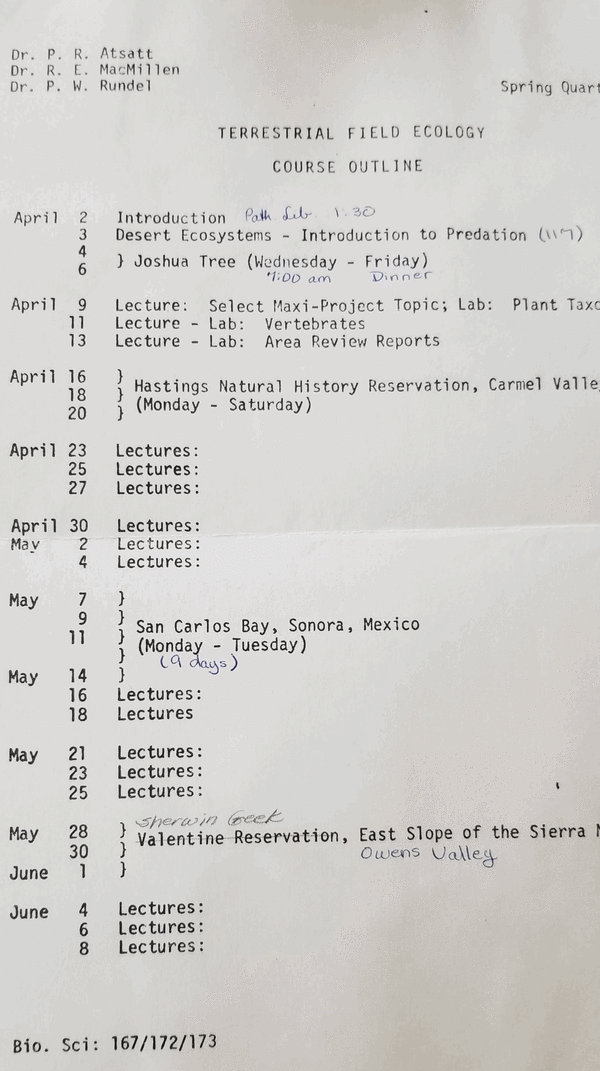 Dr. P. R. Atsatt
Dr. R. E. MacMillen
Dr. P. W. Rundel
Spring Quart
TERRESTRIAL FIELD ECOLOGY
COURSE OUTLINE
April 2 Introduction Path Lib. 1:30
3 Desert Ecosystems - Introduction to Predation
4
6 } Joshua Tree (Wednesday - Friday)
7:00 am Dinner
April 9 Lecture: Select Maxi-Project Topic; Lab: Plant Taxo
11 Lecture - Lab: Vertebrates
13 Lecture - Lab: Area Review Reports
April 16 }
18 } Hastings Natural History Reservation, Carmel Valle
20 } (Monday - Saturday)
April 23 Lectures:
25 Lectures:
27 Lectures:
April 30 Lectures:
May 2 Lectures:
4 Lectures:
May 7 }
9 } San Carlos Bay, Sonora, Mexico
11 } (Monday - Tuesday)
} (9 days)
May 14 }
16 Lectures:
18 Lectures
May 21 Lectures:
23 Lectures:
25 Lectures:
Sherwin Creek
May 28 } Valentine Reservation, East Slope of the Sierra N
30 } Owens Valley
June 1 }
June 4 Lectures:
6 Lectures:
8 Lectures:
Bio. Sci: 167/172/173